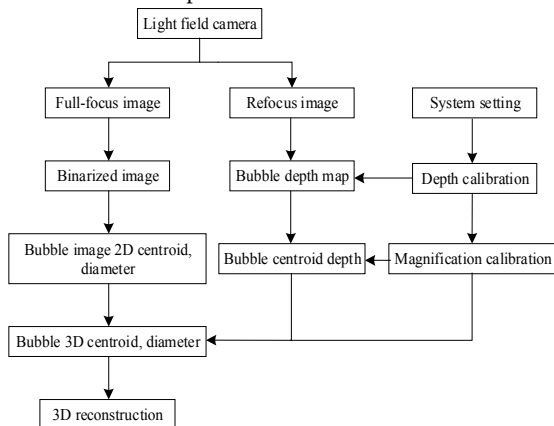 Light field camera
Full-focus image
Refocus image
System setting
Binarized image
Bubble depth map
Depth calibration
Bubble image 2D centroid,
diameter
Bubble centroid depth
Magnification calibration
Bubble 3D centroid, diameter
3D reconstruction